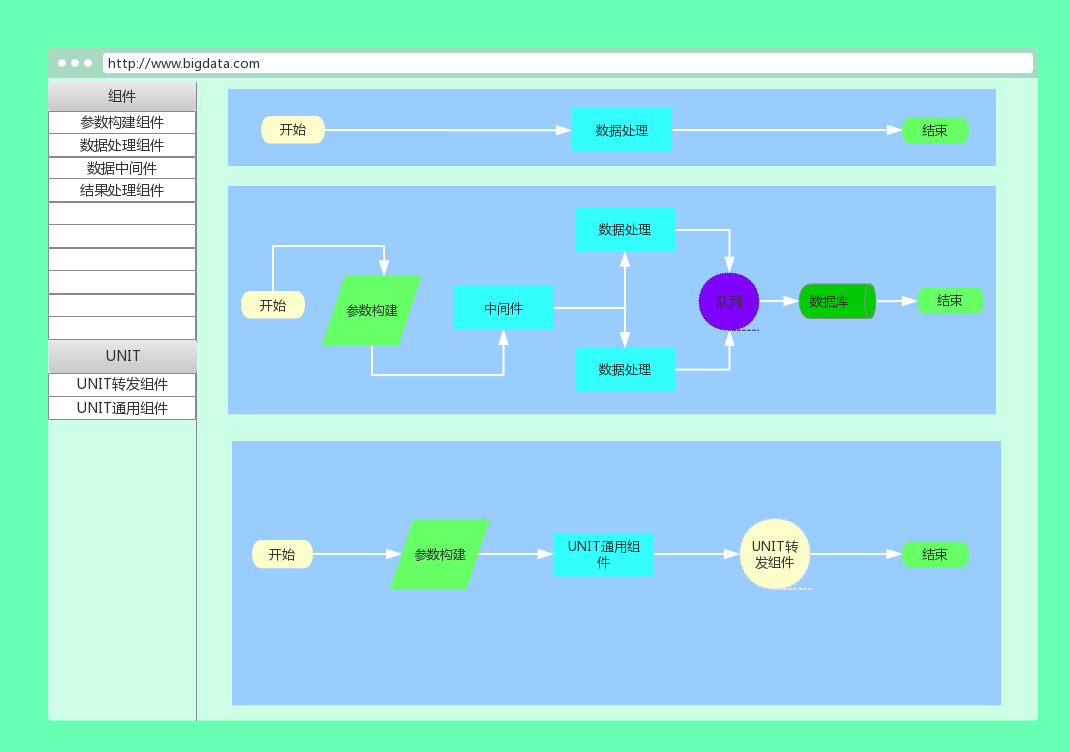 http://www.bigdata.com
组件
参数构建组件
数据处理组件
数据中间件
结果处理组件
UNIT
UNIT转发组件
UNIT通用组件
开始
数据处理
结束
数据处理
开始
参数构建
中间件
队列
数据库
结束
数据处理
开始
参数构建
UNIT通用组
件
UNIT转
发组件
结束